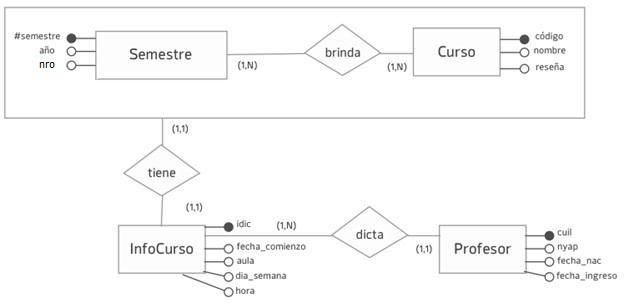 #semestre
año
nro
Semestre
(1,N)
brinda
(1,N)
Curso
código
nombre
reseña
(1,1)
tiene
(1,1)
InfoCurso
idic
fecha_comienzo
aula
dia_semana
hora
(1,N)
dicta
(1,1)
Profesor
cuil
nyap
fecha_nac
fecha_ingreso